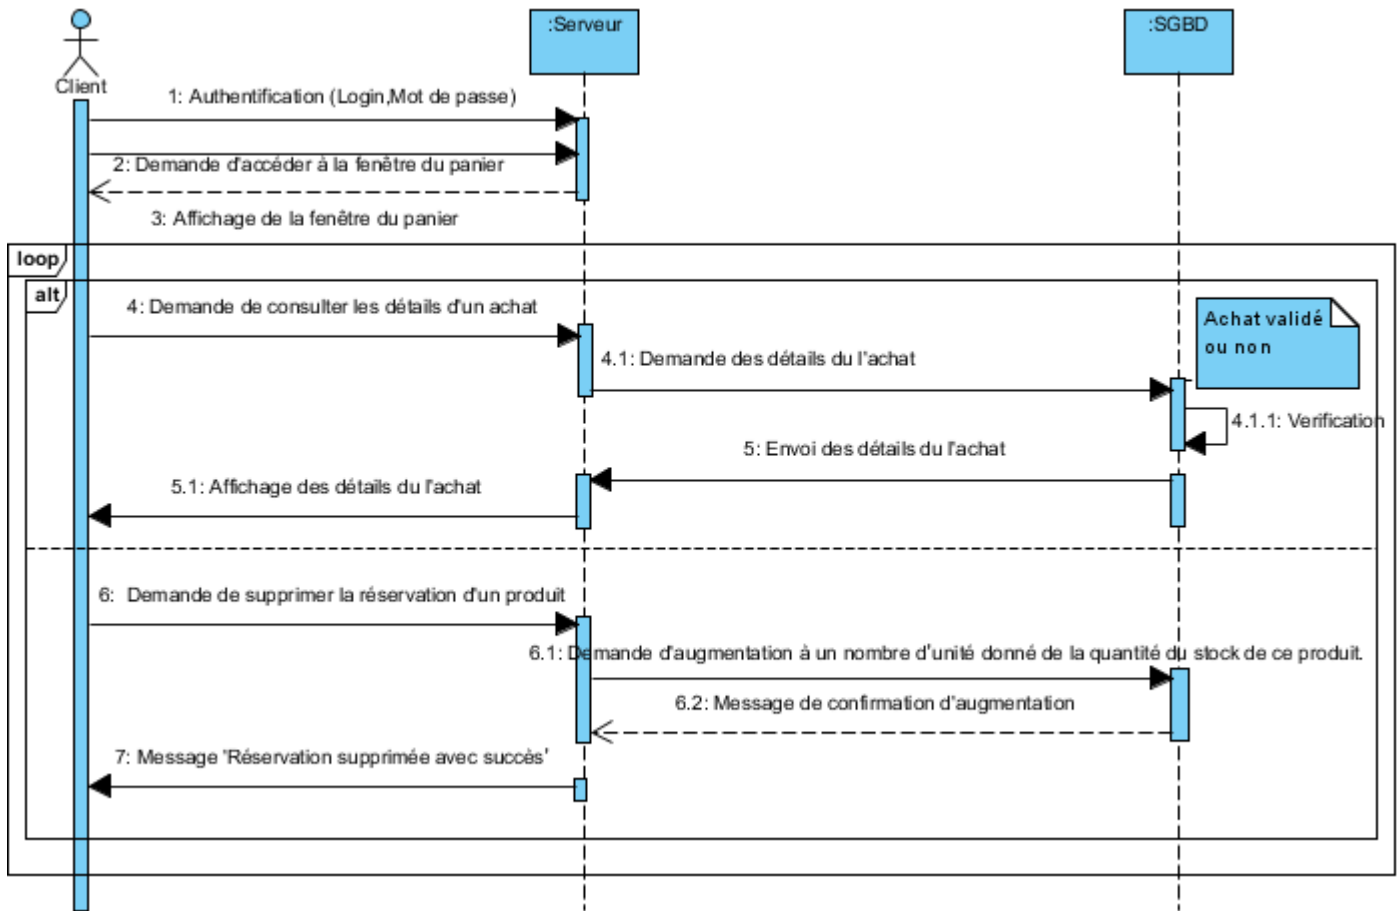 :Serveur
:SGBD
Client
1: Authentification (Login,Mot de passe)
2: Demande d'accéder à la fenêtre du panier
3: Affichage de la fenêtre du panier
loop
alt
4: Demande de consulter les détails d'un achat
Achat validé
ou non
4.1: Demande des détails du l'achat
4.1.1: Verification
5: Envoi des détails du l'achat
5.1: Affichage des détails du l'achat
6:  Demande de supprimer la réservation d'un produit
6.1: Demande d'augmentation à un nombre d'unité donné de la quantité du stock de ce produit.
6.2: Message de confirmation d'augmentation
7: Message 'Réservation supprimée avec succès'